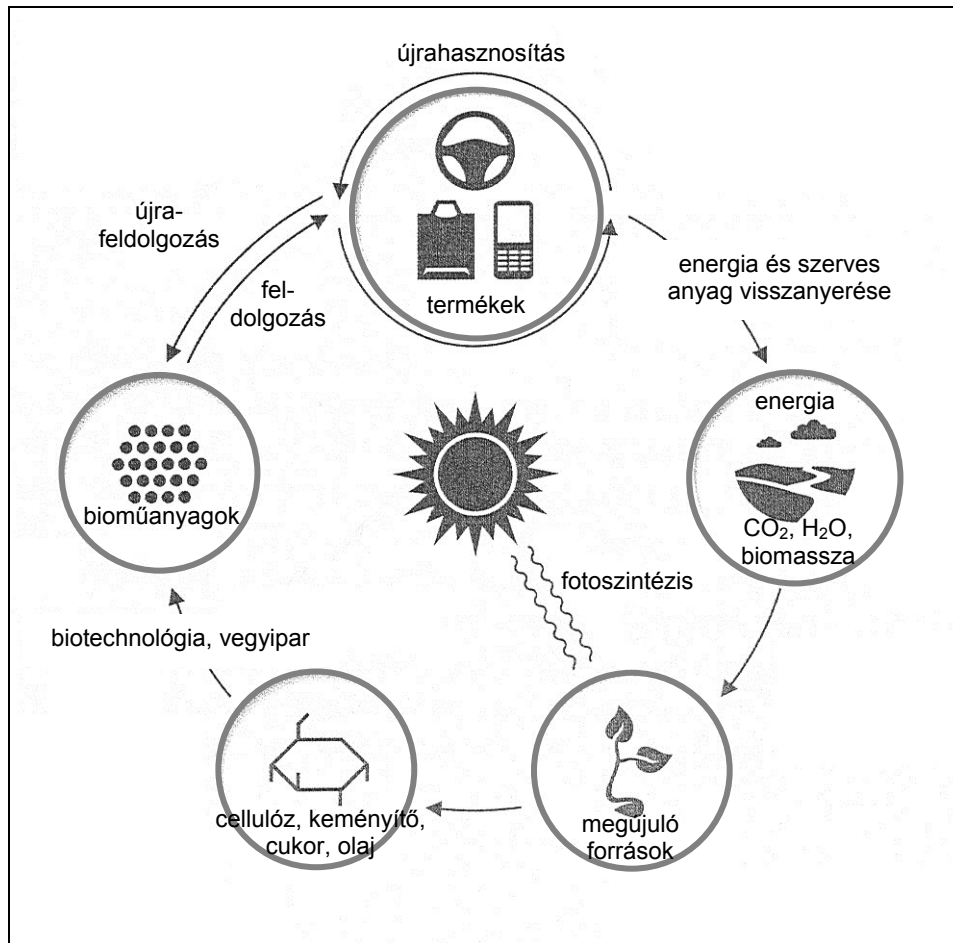 újrahasznosítás
termékek
újra-
feldolgozás
fel-
dolgozás
energia és szerves
anyag visszanyerése
energia
CO₂, H₂O,
biomassza
bioműanyagok
fotoszintézis
biotechnológia, vegyipar
cellulóz, keményítő,
cukor, olaj
megújuló
források